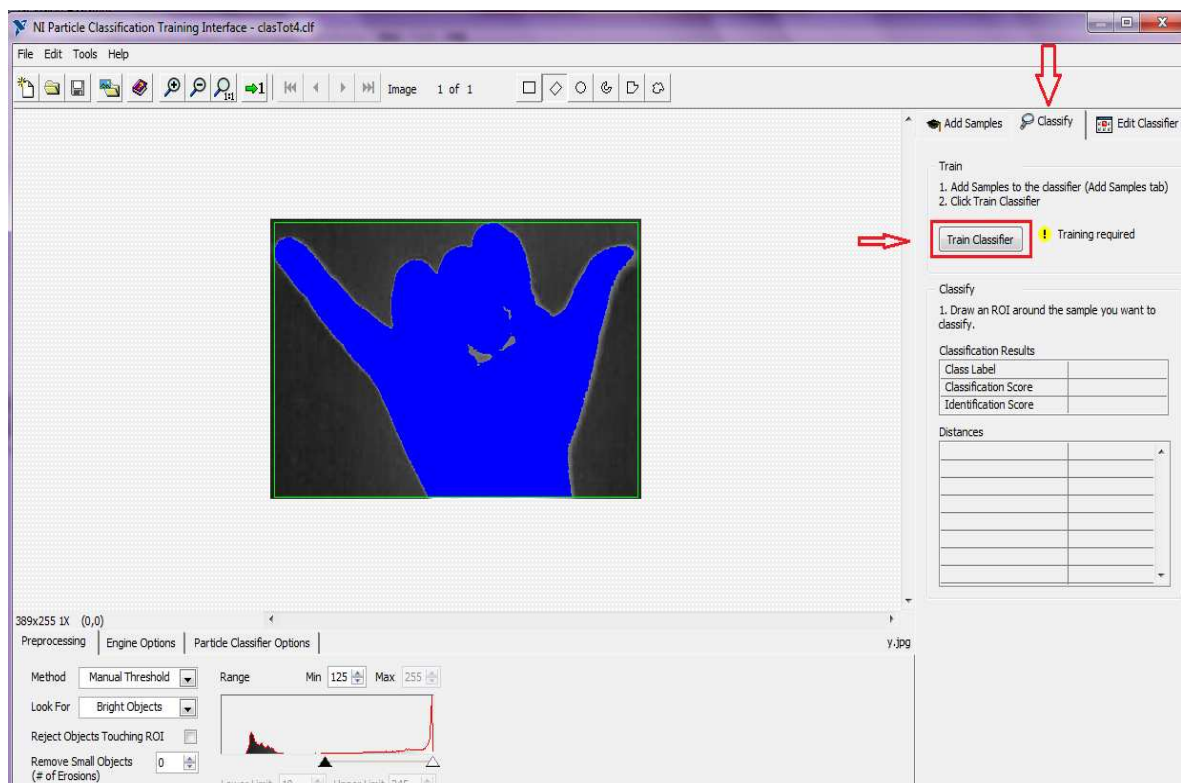 NI Particle Classification Training Interface - clasTot4.clf
File Edit Tools Help
1:1 1 Image 1 of 1
Add Samples Classify Edit Classifier
Train
1. Add Samples to the classifier (Add Samples tab)
2. Click Train Classifier
Train Classifier ! Training required
Classify
1. Draw an ROI around the sample you want to
classify.
Classification Results
Class Label
Classification Score
Identification Score
Distances
389x255 1X (0,0)
Preprocessing Engine Options Particle Classifier Options y.jpg
Method Manual Threshold Range Min 125 Max 255
Look For Bright Objects
Reject Objects Touching ROI
Remove Small Objects 0
(# of Erosions)